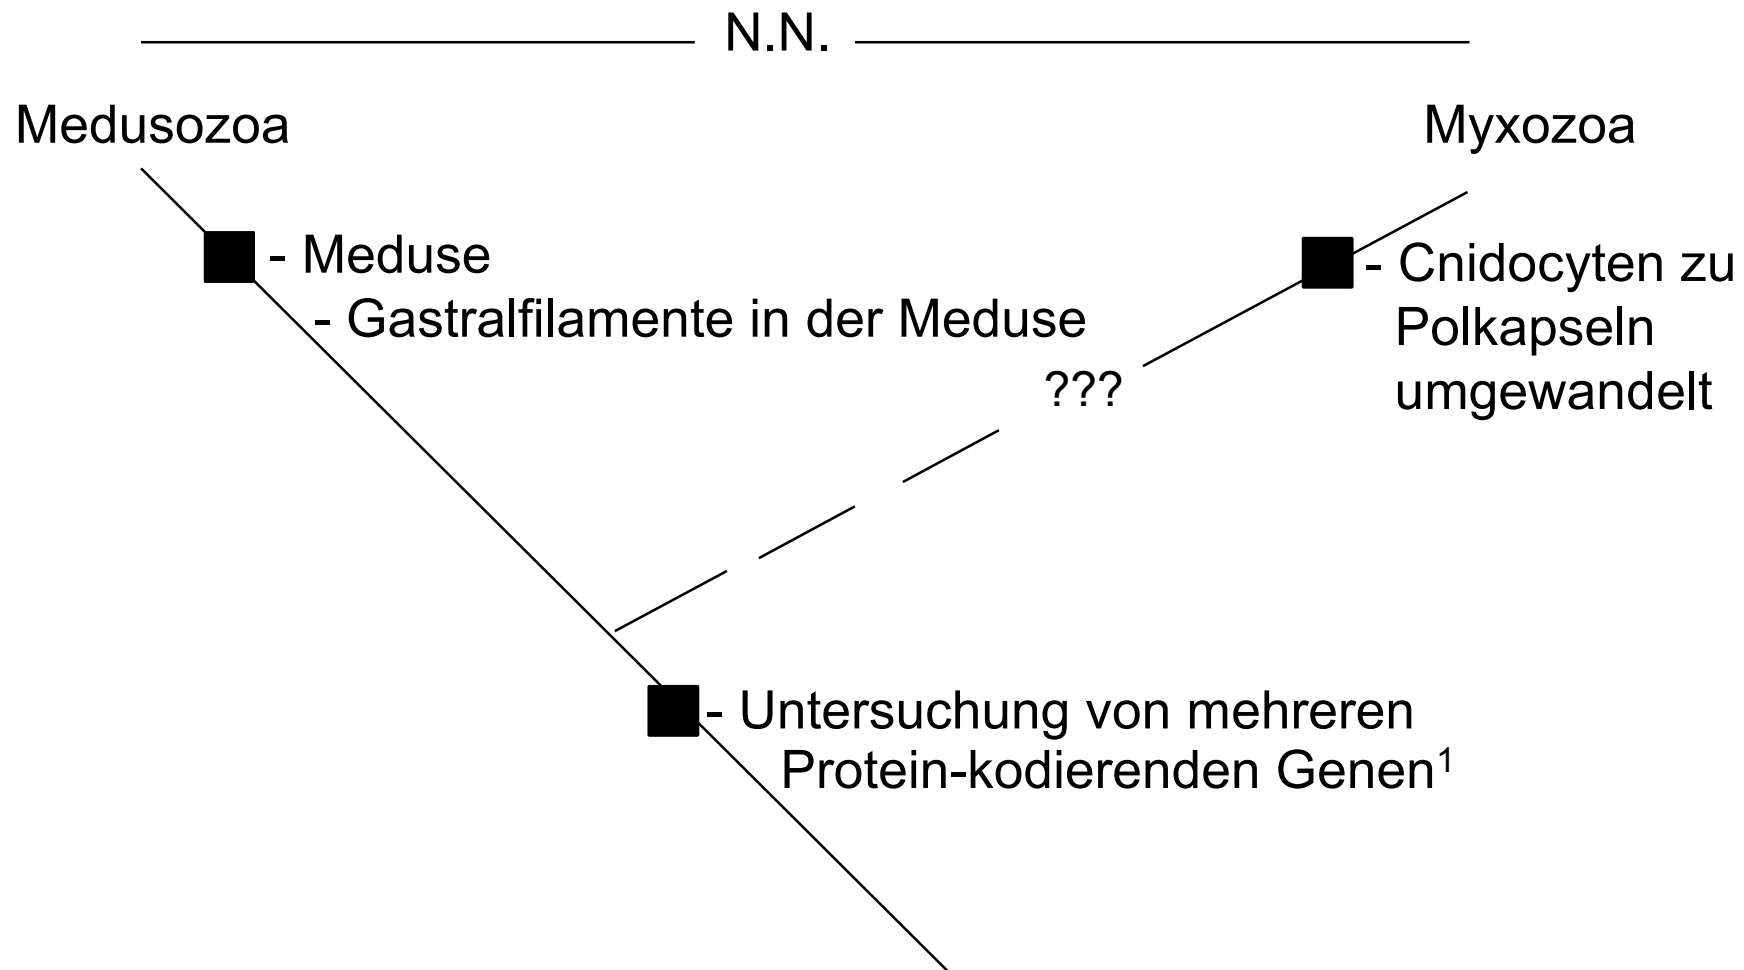 N.N.
Medusozoa
Myxozoa
- Meduse
- Gastralfilamente in der Meduse
- Cnidocyten zu
Polkapseln
umgewandelt
???
- Untersuchung von mehreren
Protein-kodierenden Genen¹